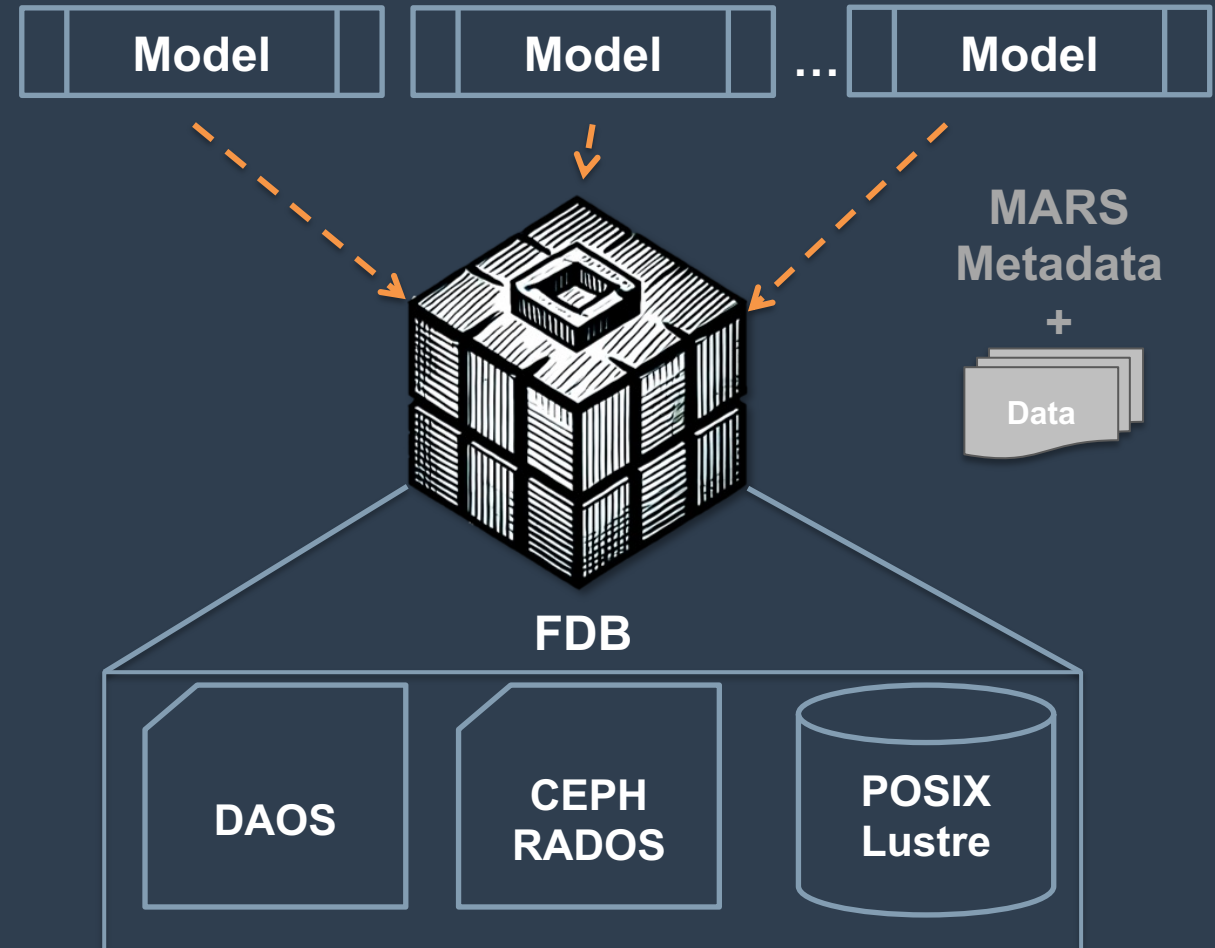 Model
Model
...
Model
MARS
Metadata
+
Data
FDB
DAOS
CEPH
RADOS
POSIX
Lustre